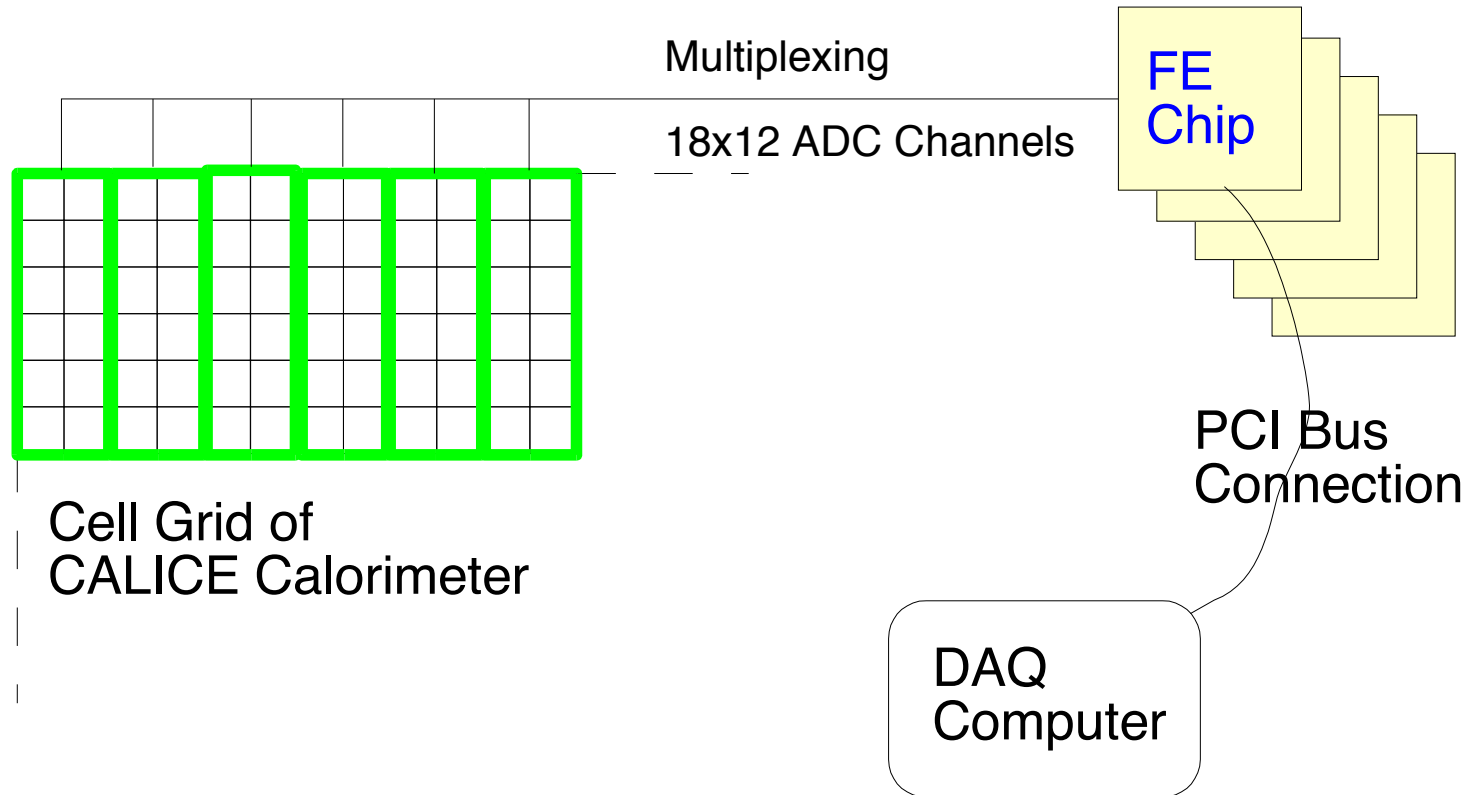 Multiplexing
18x12 ADC Channels
FE
Chip
PCI Bus
Connection
Cell Grid of
CALICE Calorimeter
DAQ
Computer